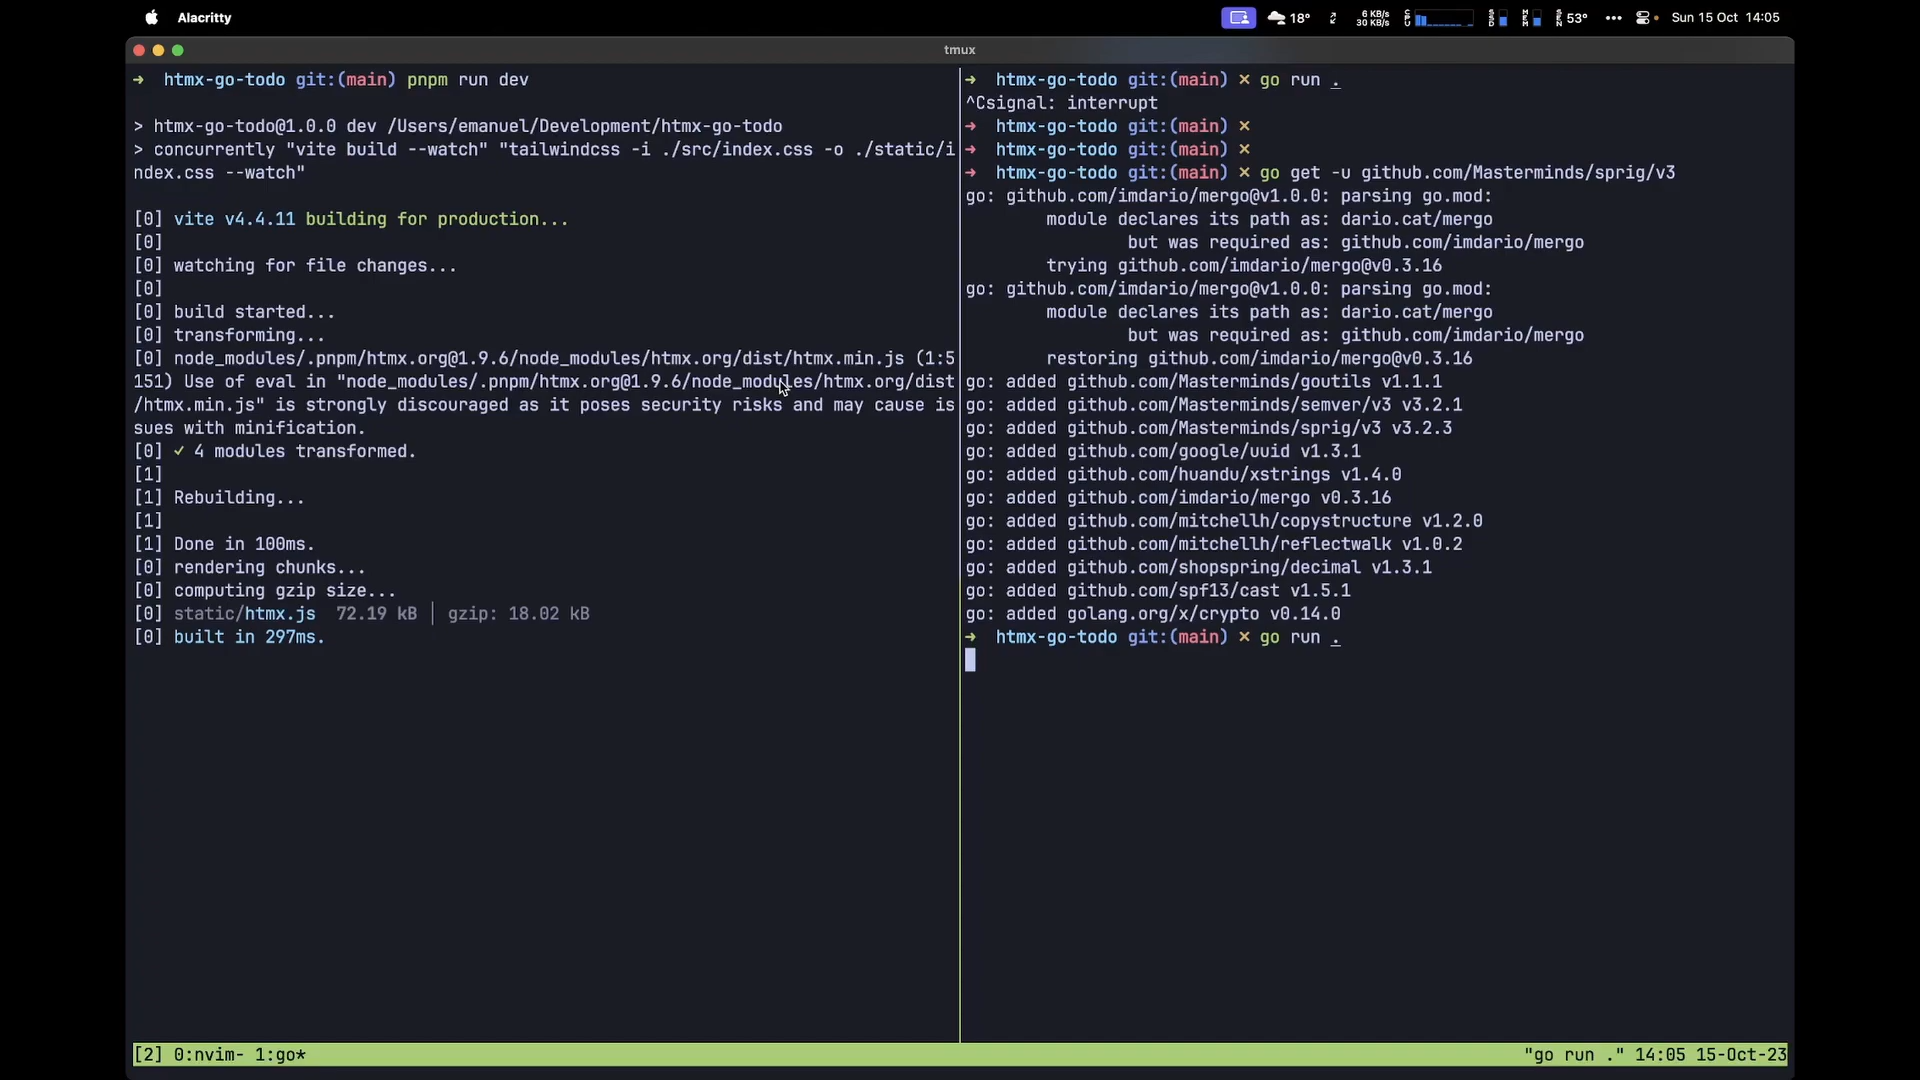 Alacritty
18°
6 KB/s
30 KB/s
53°
Sun 15 Oct 14:05
tmux
➜ htmx-go-todo git:(main) pnpm run dev
> htmx-go-todo@1.0.0 dev /Users/emanuel/Development/htmx-go-todo
> concurrently "vite build --watch" "tailwindcss -i ./src/index.css -o ./static/i
ndex.css --watch"
[0] vite v4.4.11 building for production...
[0]
[0] watching for file changes...
[0]
[0] build started...
[0] transforming...
[0] node_modules/.pnpm/htmx.org@1.9.6/node_modules/htmx.org/dist/htmx.min.js (1:5
151) Use of eval in "node_modules/.pnpm/htmx.org@1.9.6/node_modules/htmx.org/dist
/htmx.min.js" is strongly discouraged as it poses security risks and may cause is
sues with minification.
[0] ✓ 4 modules transformed.
[1]
[1] Rebuilding...
[1]
[1] Done in 100ms.
[0] rendering chunks...
[0] computing gzip size...
[0] static/htmx.js 72.19 kB │ gzip: 18.02 kB
[0] built in 297ms.
➜ htmx-go-todo git:(main) ✗ go run .
^Csignal: interrupt
➜ htmx-go-todo git:(main) ✗
➜ htmx-go-todo git:(main) ✗
➜ htmx-go-todo git:(main) ✗ go get -u github.com/Masterminds/sprig/v3
go: github.com/imdario/mergo@v1.0.0: parsing go.mod:
module declares its path as: dario.cat/mergo
but was required as: github.com/imdario/mergo
trying github.com/imdario/mergo@v0.3.16
go: github.com/imdario/mergo@v1.0.0: parsing go.mod:
module declares its path as: dario.cat/mergo
but was required as: github.com/imdario/mergo
restoring github.com/imdario/mergo@v0.3.16
go: added github.com/Masterminds/goutils v1.1.1
go: added github.com/Masterminds/semver/v3 v3.2.1
go: added github.com/Masterminds/sprig/v3 v3.2.3
go: added github.com/google/uuid v1.3.1
go: added github.com/huandu/xstrings v1.4.0
go: added github.com/imdario/mergo v0.3.16
go: added github.com/mitchellh/copystructure v1.2.0
go: added github.com/mitchellh/reflectwalk v1.0.2
go: added github.com/shopspring/decimal v1.3.1
go: added github.com/spf13/cast v1.5.1
go: added golang.org/x/crypto v0.14.0
➜ htmx-go-todo git:(main) ✗ go run .
[2] 0:nvim- 1:go*
"go run ." 14:05 15-Oct-23